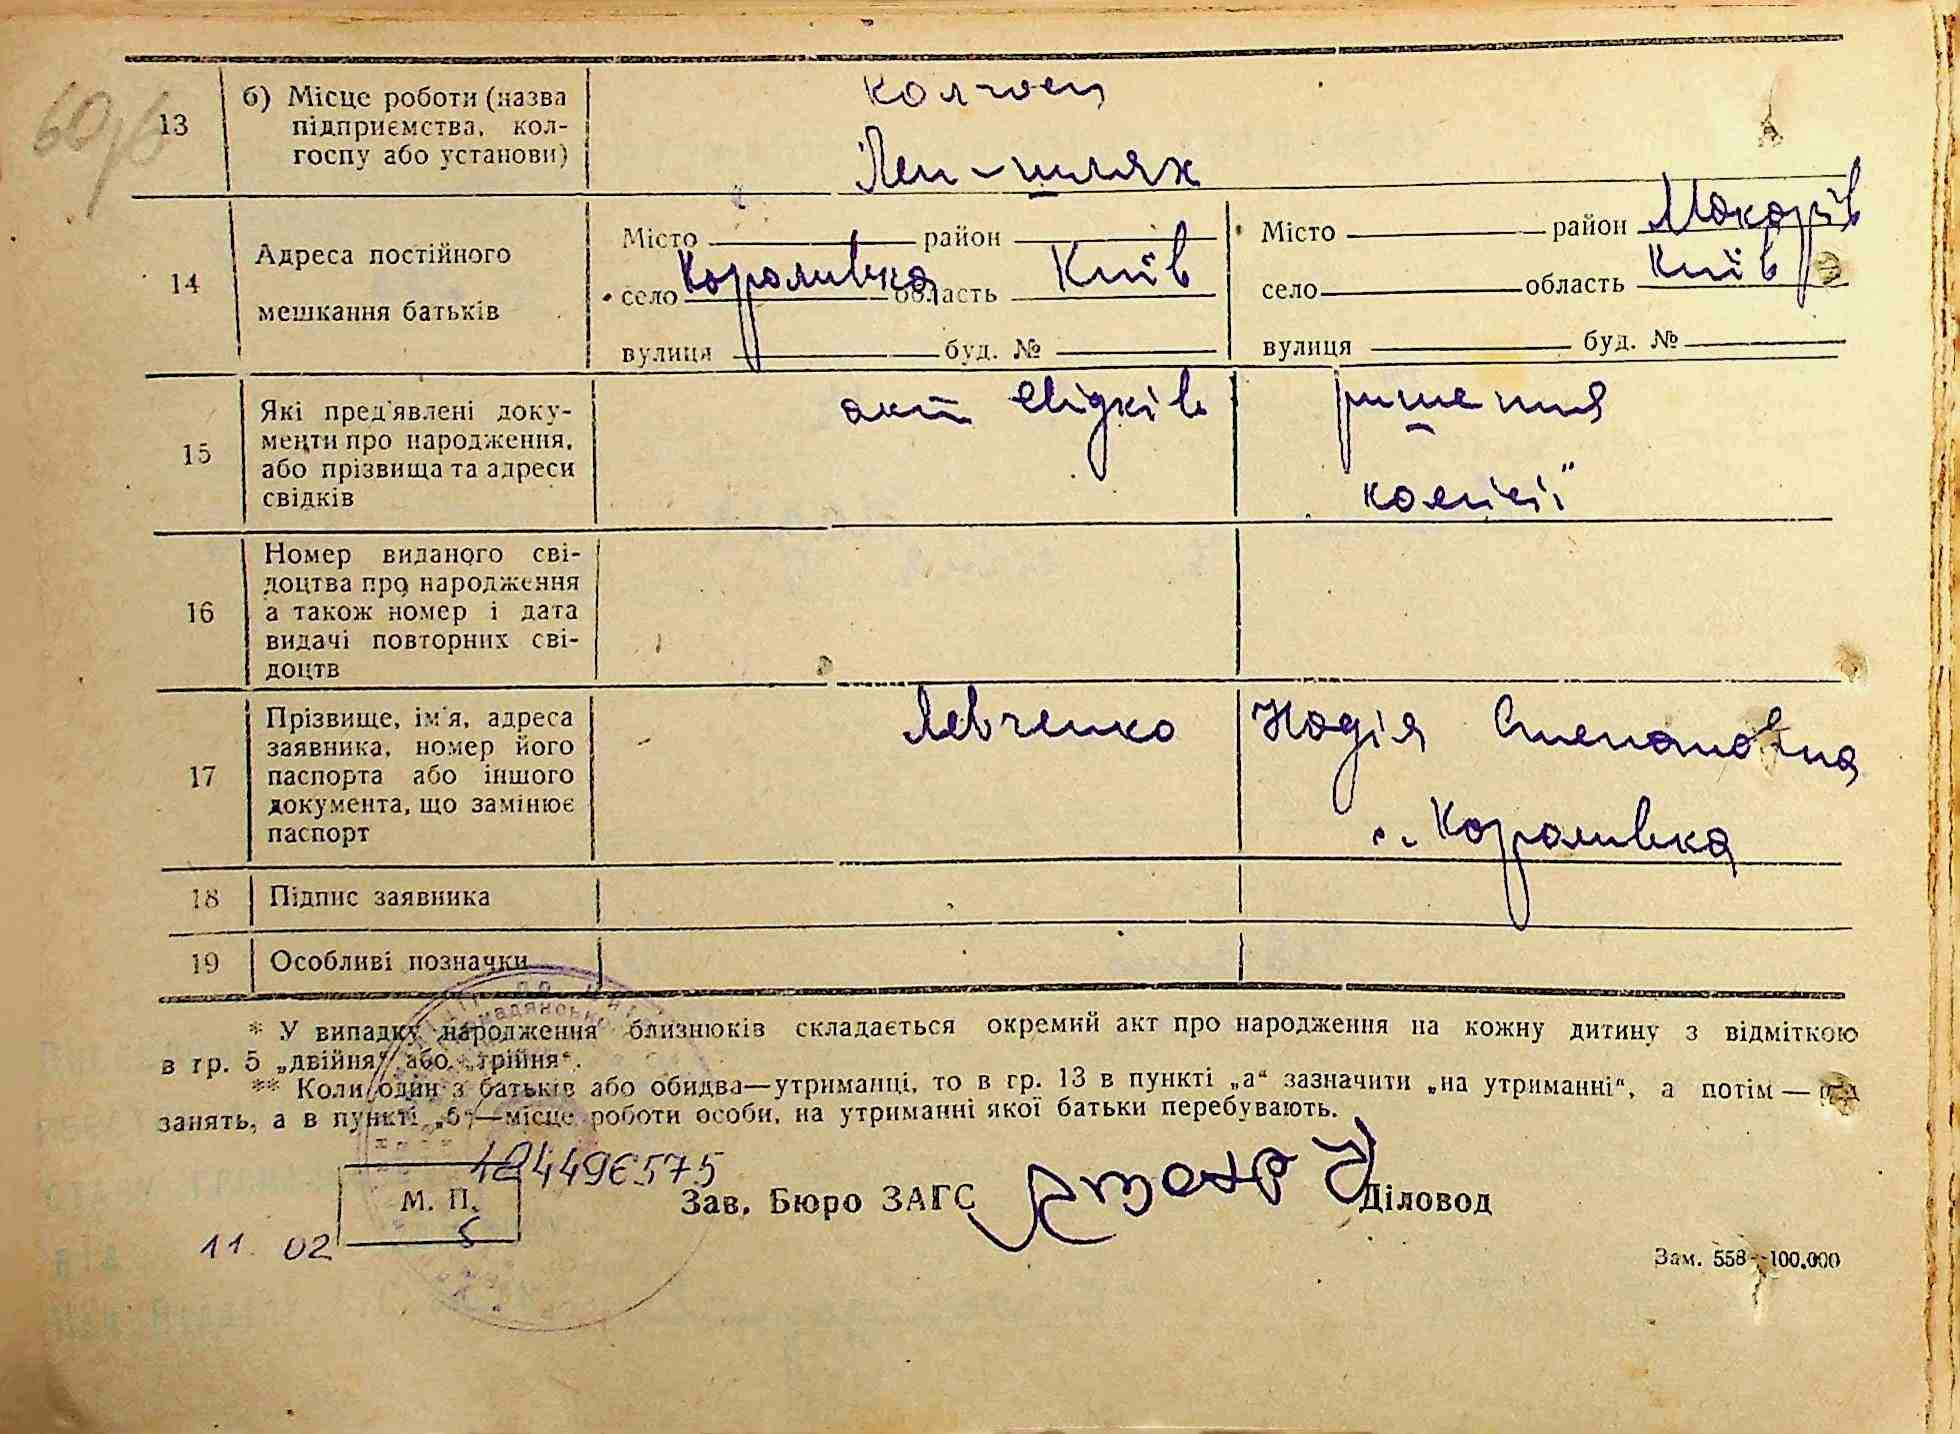 13
б) Місце роботи (назва
підприємства, кол-
госпу або установи)
колгосп
Лен-шлях
14
Адреса постійного
мешкання батьків
Місто район
село Короливка область Київ
вулиця буд. №
Місто район Макарів
село область Київ
вулиця буд. №
15
Які пред'явлені доку-
менти про народження,
або прізвища та адреси
свідків
акт свідків
ришення
комісії
16
Номер виданого сві-
доцтва про народження
а також номер і дата
видачі повторних сві-
доцтв
17
Прізвище, ім'я, адреса
заявника, номер його
паспорта або іншого
документа, що замінює
паспорт
Левченко Надія Степановна
с. Короливка
18
Підпис заявника
19
Особливі позначки
* У випадку народження близнюків складається окремий акт про народження на кожну дитину з відміткою
в гр. 5 „двійня“ або „трійня“.
** Коли один з батьків або обидва—утриманці, то в гр. 13 в пункті „а“ зазначити „на утриманні“, а потім — рід
занять, а в пункті „б“—місце роботи особи, на утриманні якої батьки перебувають.
М. П.
Зав. Бюро ЗАГС
Діловод
11. 02
Зам. 558—100.000